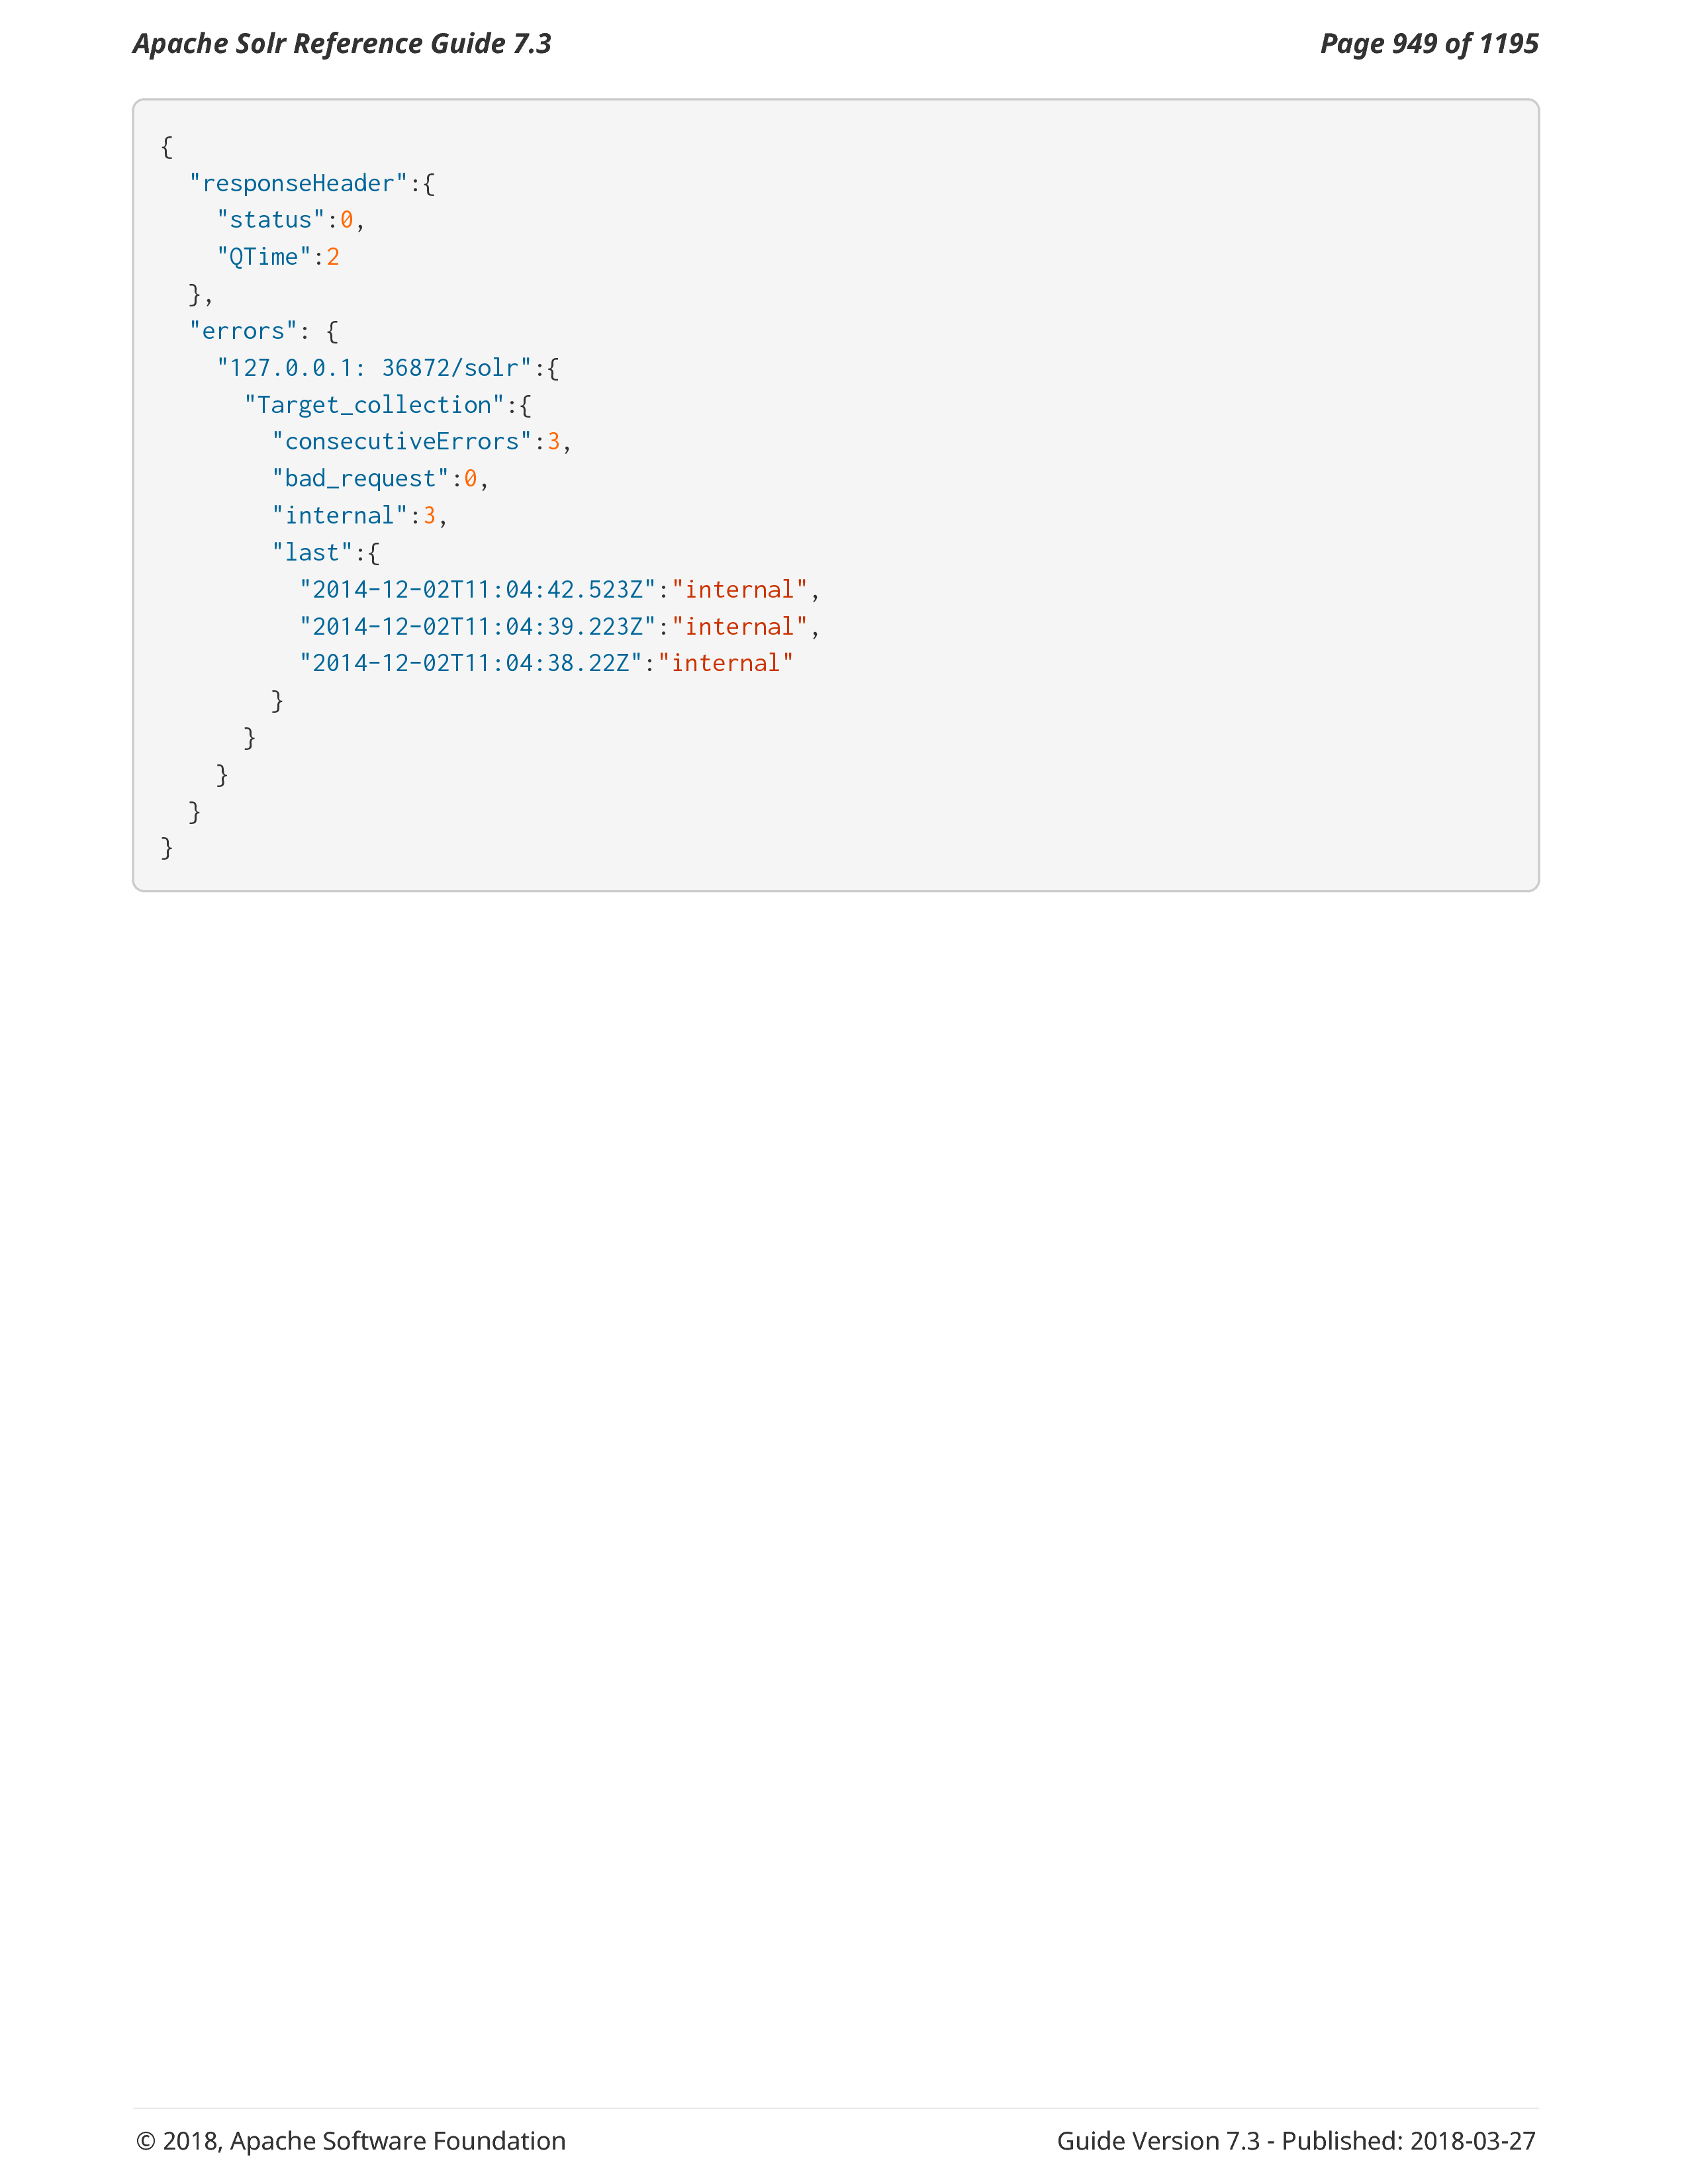 Apache Solr Reference Guide 7.3
Page 949 of 1195
{
  "responseHeader":{
    "status":0,
    "QTime":2
  },
  "errors": {
    "127.0.0.1: 36872/solr":{
      "Target_collection":{
        "consecutiveErrors":3,
        "bad_request":0,
        "internal":3,
        "last":{
          "2014-12-02T11:04:42.523Z":"internal",
          "2014-12-02T11:04:39.223Z":"internal",
          "2014-12-02T11:04:38.22Z":"internal"
        }
      }
    }
  }
}
© 2018, Apache Software Foundation
Guide Version 7.3 - Published: 2018-03-27